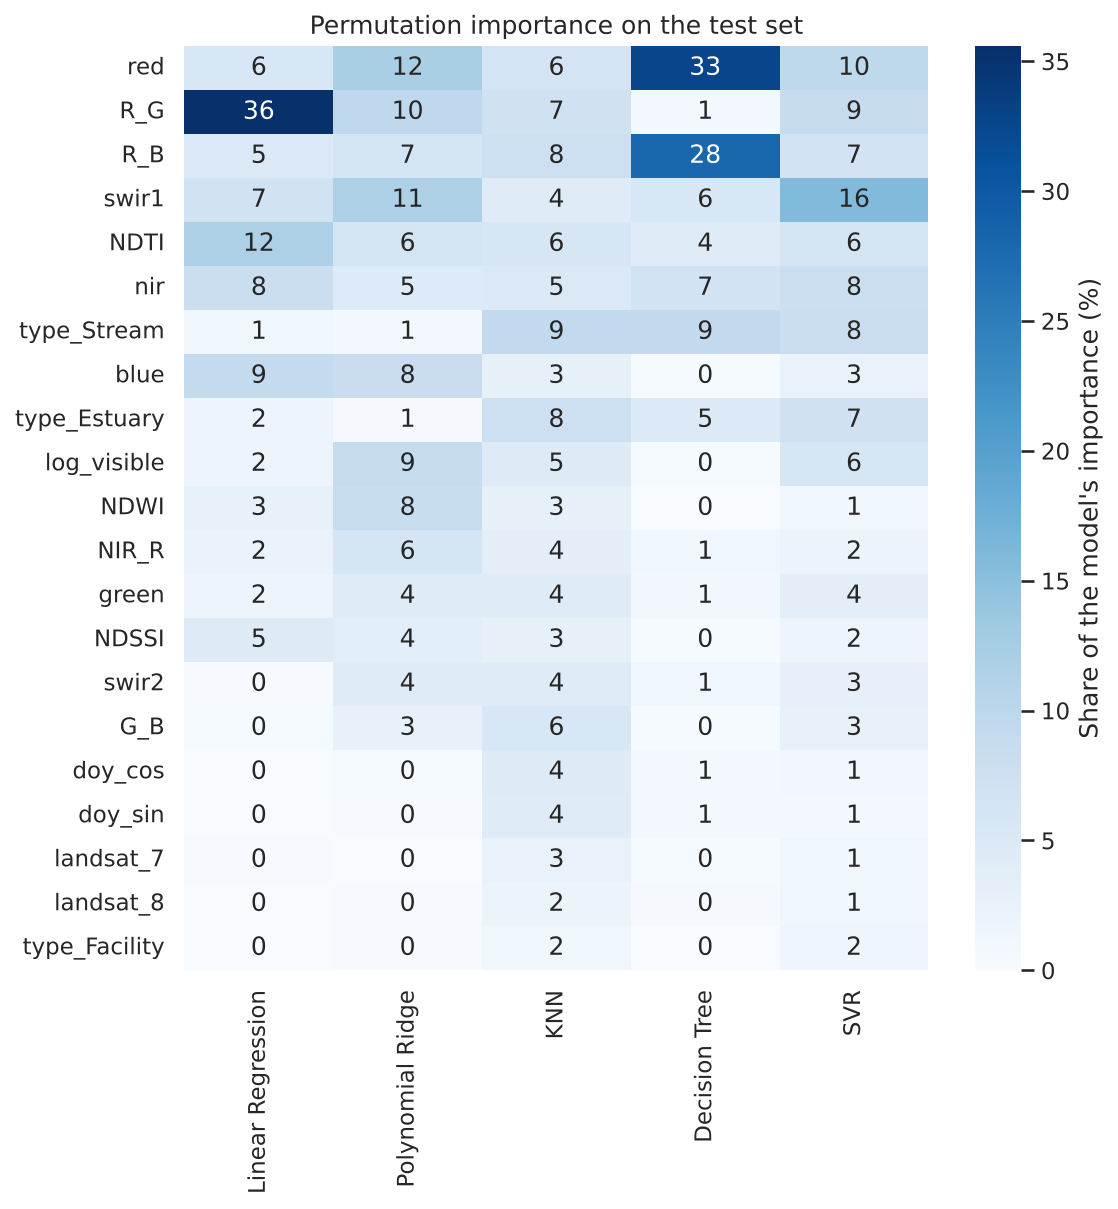 Permutation importance on the test set
red 6 12 6 33 10
R_G 36 10 7 1 9
R_B 5 7 8 28 7
swir1 7 11 4 6 16
NDTI 12 6 6 4 6
nir 8 5 5 7 8
type_Stream 1 1 9 9 8
blue 9 8 3 0 3
type_Estuary 2 1 8 5 7
log_visible 2 9 5 0 6
NDWI 3 8 3 0 1
NIR_R 2 6 4 1 2
green 2 4 4 1 4
NDSSI 5 4 3 0 2
swir2 0 4 4 1 3
G_B 0 3 6 0 3
doy_cos 0 0 4 1 1
doy_sin 0 0 4 1 1
landsat_7 0 0 3 0 1
landsat_8 0 0 2 0 1
type_Facility 0 0 2 0 2
Linear Regression
Polynomial Ridge
KNN
Decision Tree
SVR
35
30
25
20
15
10
5
0
Share of the model's importance (%)